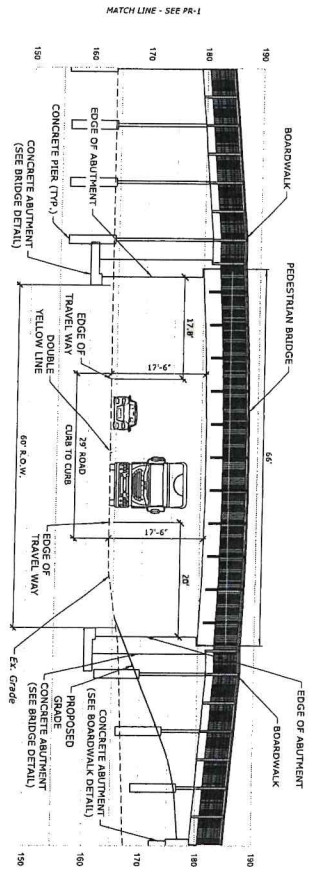 MATCH LINE - SEE PR-1
190
180
170
160
150
BOARDWALK
PEDESTRIAN BRIDGE
66'
EDGE OF ABUTMENT
BOARDWALK
17.8'
17'-6"
17'-6"
20'
EDGE OF ABUTMENT
CONCRETE PIER (TYP.)
CONCRETE ABUTMENT
(SEE BRIDGE DETAIL)
EDGE OF
TRAVEL WAY
DOUBLE
YELLOW LINE
29' ROAD
CURB TO CURB
60' R.O.W.
EDGE OF
TRAVEL WAY
Ex. Grade
PROPOSED
GRADE
CONCRETE ABUTMENT
(SEE BRIDGE DETAIL)
CONCRETE ABUTMENT
(SEE BOARDWALK DETAIL)
190
180
170
160
150